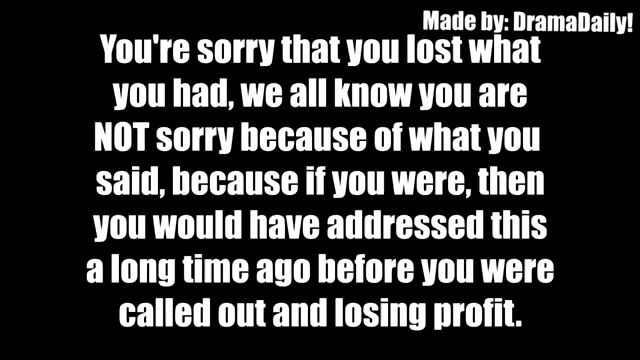 Made by: DramaDaily!
You're sorry that you lost what
you had, we all know you are
NOT sorry because of what you
said, because if you were, then
you would have addressed this
a long time ago before you were
called out and losing profit.